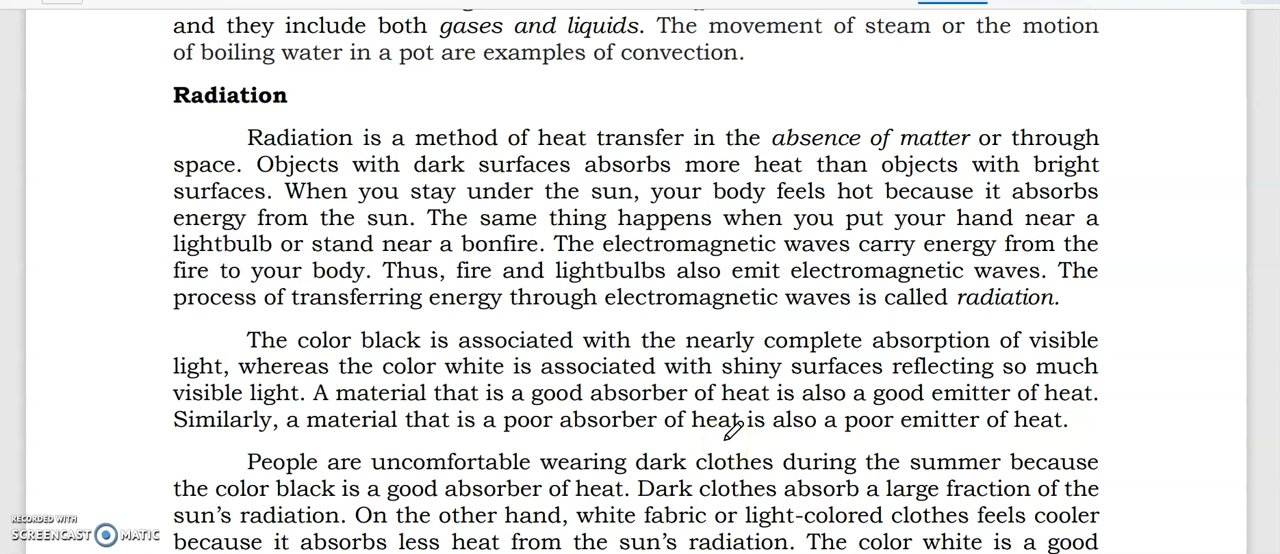 and they include both gases and liquids. The movement of steam or the motion
of boiling water in a pot are examples of convection.
Radiation
Radiation is a method of heat transfer in the absence of matter or through
space. Objects with dark surfaces absorbs more heat than objects with bright
surfaces. When you stay under the sun, your body feels hot because it absorbs
energy from the sun. The same thing happens when you put your hand near a
lightbulb or stand near a bonfire. The electromagnetic waves carry energy from the
fire to your body. Thus, fire and lightbulbs also emit electromagnetic waves. The
process of transferring energy through electromagnetic waves is called radiation.
The color black is associated with the nearly complete absorption of visible
light, whereas the color white is associated with shiny surfaces reflecting so much
visible light. A material that is a good absorber of heat is also a good emitter of heat.
Similarly, a material that is a poor absorber of heat is also a poor emitter of heat.
People are uncomfortable wearing dark clothes during the summer because
the color black is a good absorber of heat. Dark clothes absorb a large fraction of the
sun's radiation. On the other hand, white fabric or light-colored clothes feels cooler
because it absorbs less heat from the sun's radiation. The color white is a good
RECORDED WITH
SCREENCAST MATIC